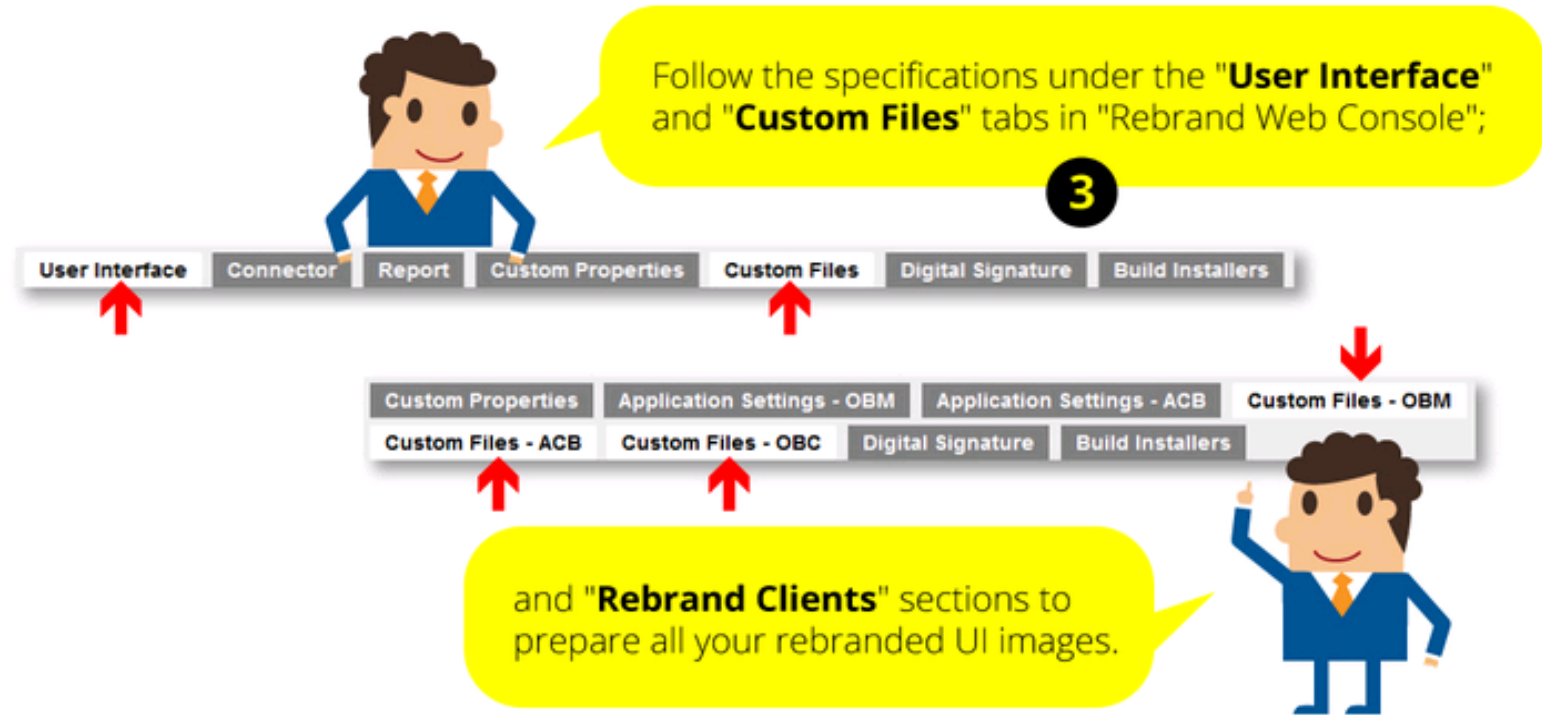 Follow the specifications under the "User Interface"
and "Custom Files" tabs in "Rebrand Web Console";
3
User Interface Connector Report Custom Properties Custom Files Digital Signature Build Installers
Custom Properties Application Settings - OBM Application Settings - ACB Custom Files - OBM
Custom Files - ACB Custom Files - OBC Digital Signature Build Installers
and "Rebrand Clients" sections to
prepare all your rebranded UI images.